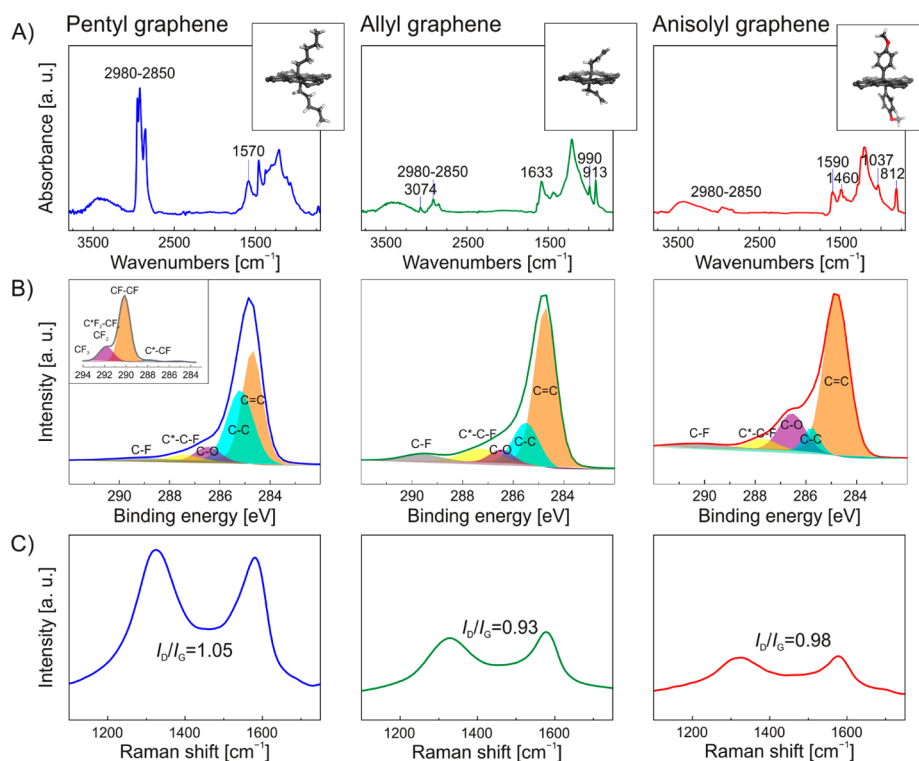 Pentyl graphene
Allyl graphene
Anisolyl graphene
A)
Absorbance [a. u.]
2980-2850
1570
3500 2500 1500
Wavenumbers [cm⁻¹]
2980-2850
3074
1633
990
913
3500 2500 1500
Wavenumbers [cm⁻¹]
2980-2850
1590
1460
1037
812
3500 2500 1500
Wavenumbers [cm⁻¹]
B)
Intensity [a. u.]
CF-CF
CF₂
CF₃
C*-CF
294 292 290 288 286 284
C-F
C*-C-F
C-O
C-C
C=C
290 288 286 284
Binding energy [eV]
C-F
C*-C-F
C-O
C-C
C=C
290 288 286 284
Binding energy [eV]
C-F
C*-C-F
C-O
C-C
C=C
290 288 286 284
Binding energy [eV]
C)
Intensity [a. u.]
I_D/I_G=1.05
1200 1400 1600
Raman shift [cm⁻¹]
I_D/I_G=0.93
1200 1400 1600
Raman shift [cm⁻¹]
I_D/I_G=0.98
1200 1400 1600
Raman shift [cm⁻¹]